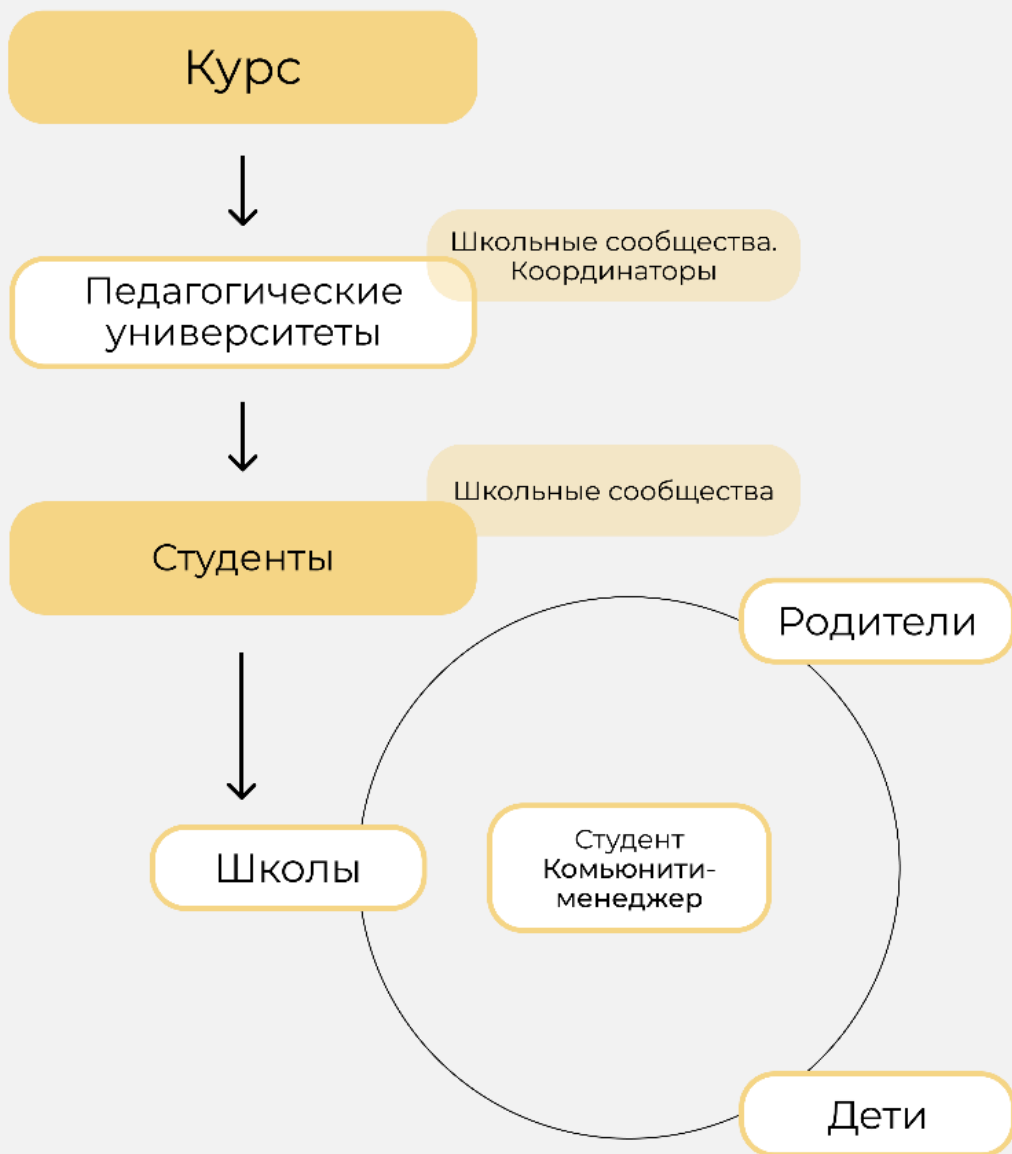 Курс
Школьные сообщества.
Координаторы
Педагогические
университеты
Школьные сообщества
Студенты
Родители
Школы
Студент
Комьюнити-
менеджер
Дети